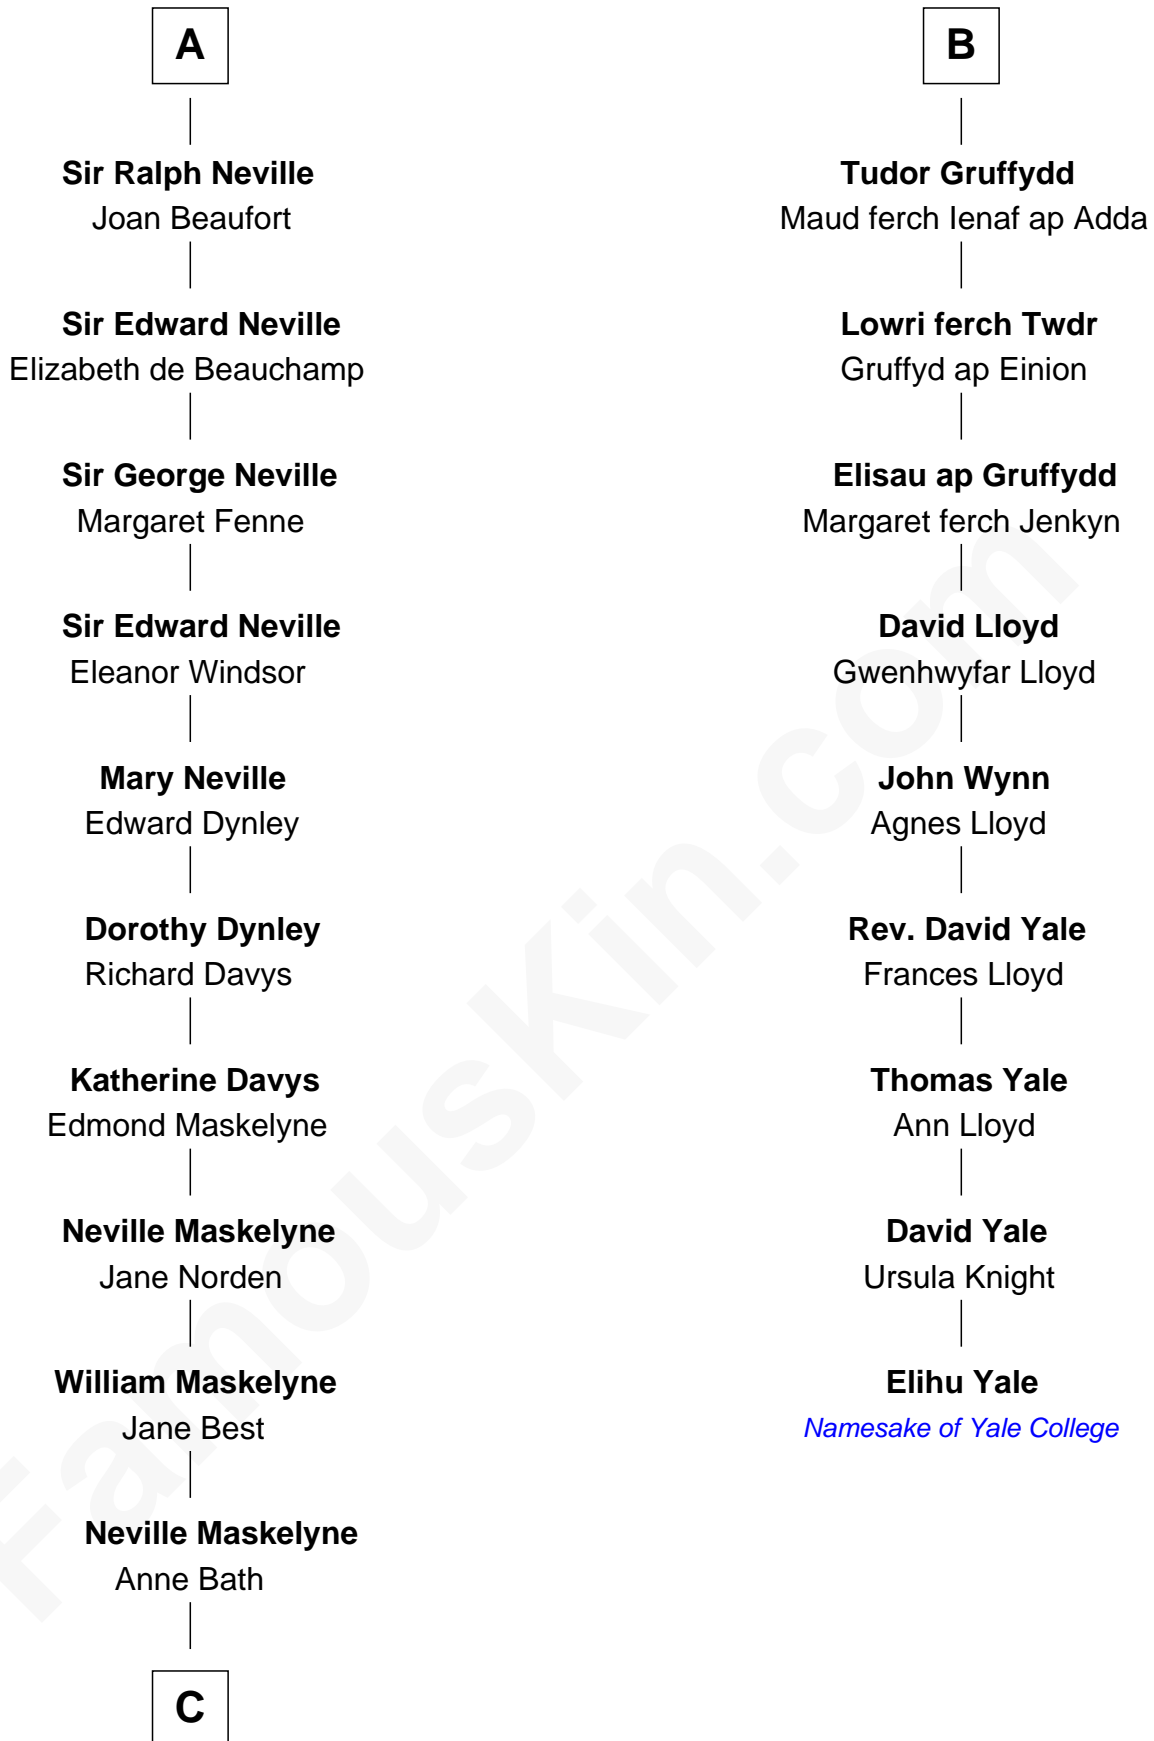 A
Sir Ralph Neville
Joan Beaufort
Sir Edward Neville
Elizabeth de Beauchamp
Sir George Neville
Margaret Fenne
Sir Edward Neville
Eleanor Windsor
Mary Neville
Edward Dynley
Dorothy Dynley
Richard Davys
Katherine Davys
Edmond Maskelyne
Neville Maskelyne
Jane Norden
William Maskelyne
Jane Best
Neville Maskelyne
Anne Bath
C
B
Tudor Gruffydd
Maud ferch Ienaf ap Adda
Lowri ferch Twdr
Gruffyd ap Einion
Elisau ap Gruffydd
Margaret ferch Jenkyn
David Lloyd
Gwenhwyfar Lloyd
John Wynn
Agnes Lloyd
Rev. David Yale
Frances Lloyd
Thomas Yale
Ann Lloyd
David Yale
Ursula Knight
Elihu Yale
Namesake of Yale College
FamousKin.com